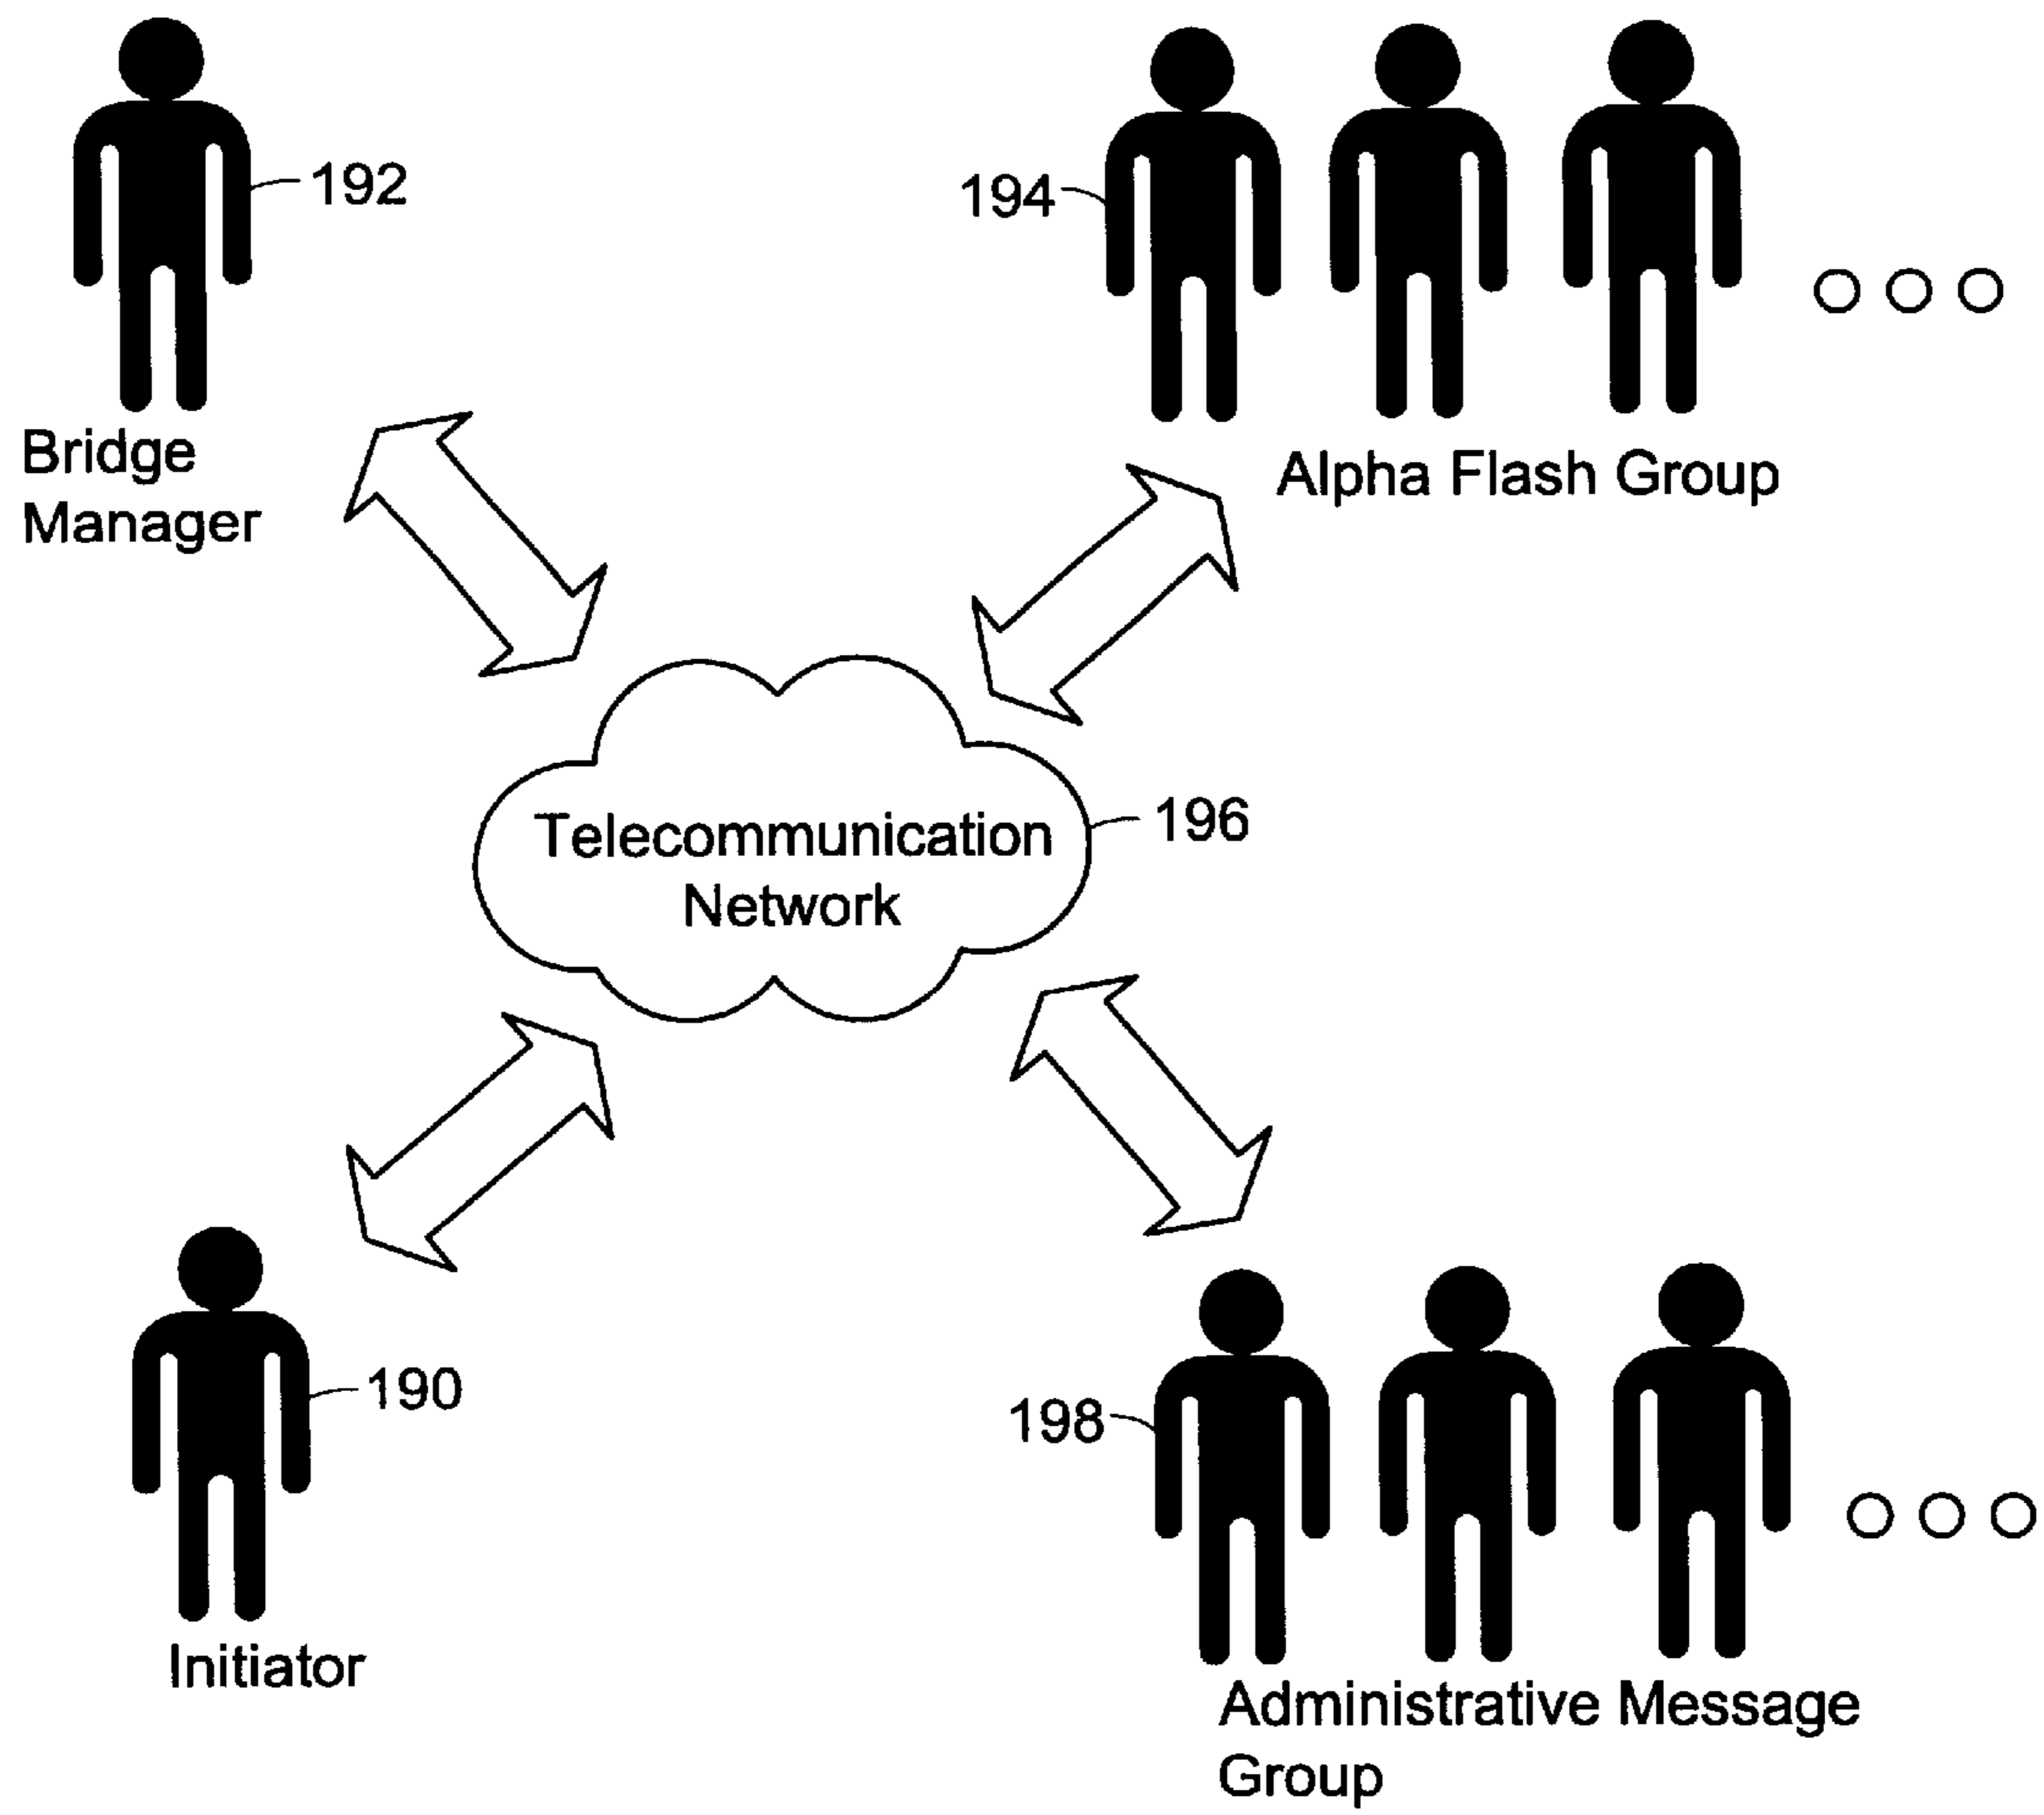 192
194
Bridge
Manager
Alpha Flash Group
Telecommunication
Network
196
190
198
Initiator
Administrative Message
Group